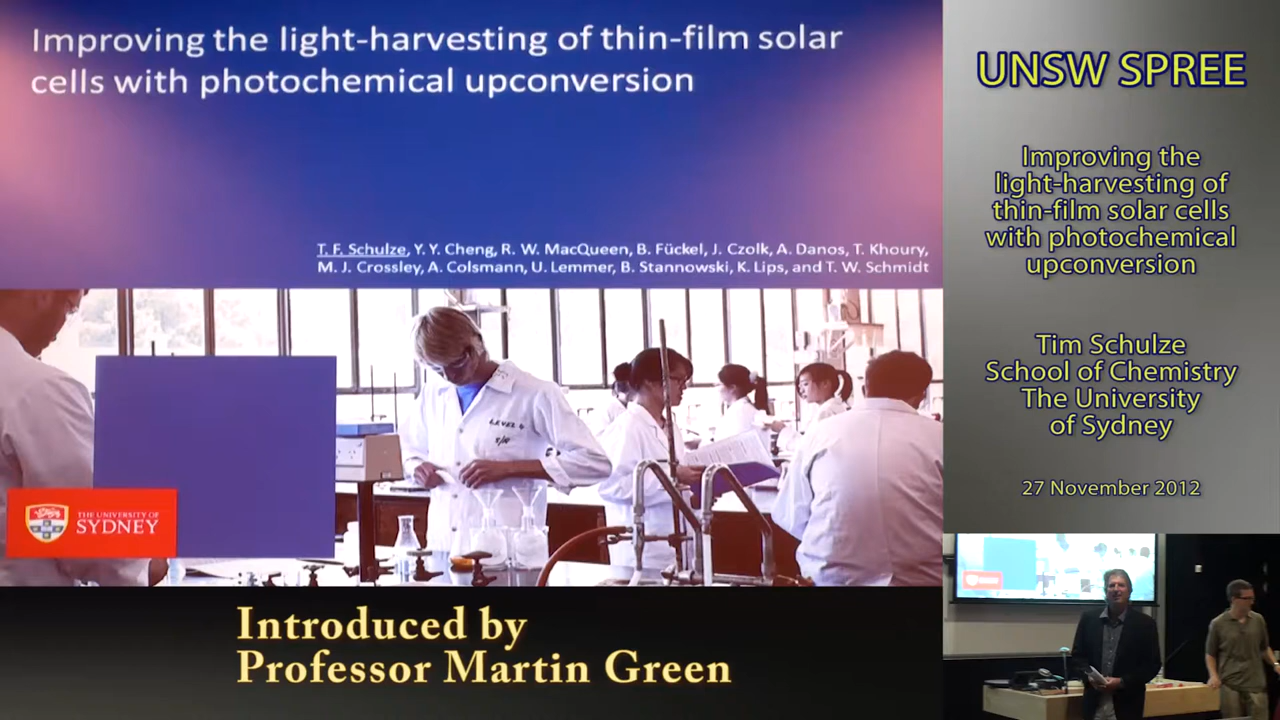 Improving the light-harvesting of thin-film solar
cells with photochemical upconversion
T. F. Schulze, Y. Y. Cheng, R. W. MacQueen, B. Fückel, J. Czolk, A. Danos, T. Khoury,
M. J. Crossley, A. Colsmann, U. Lemmer, B. Stannowski, K. Lips, and T. W. Schmidt
LEVEL 4
THE UNIVERSITY OF
SYDNEY
Introduced by
Professor Martin Green
UNSW SPREE
Improving the
light-harvesting of
thin-film solar cells
with photochemical
upconversion
Tim Schulze
School of Chemistry
The University
of Sydney
27 November 2012